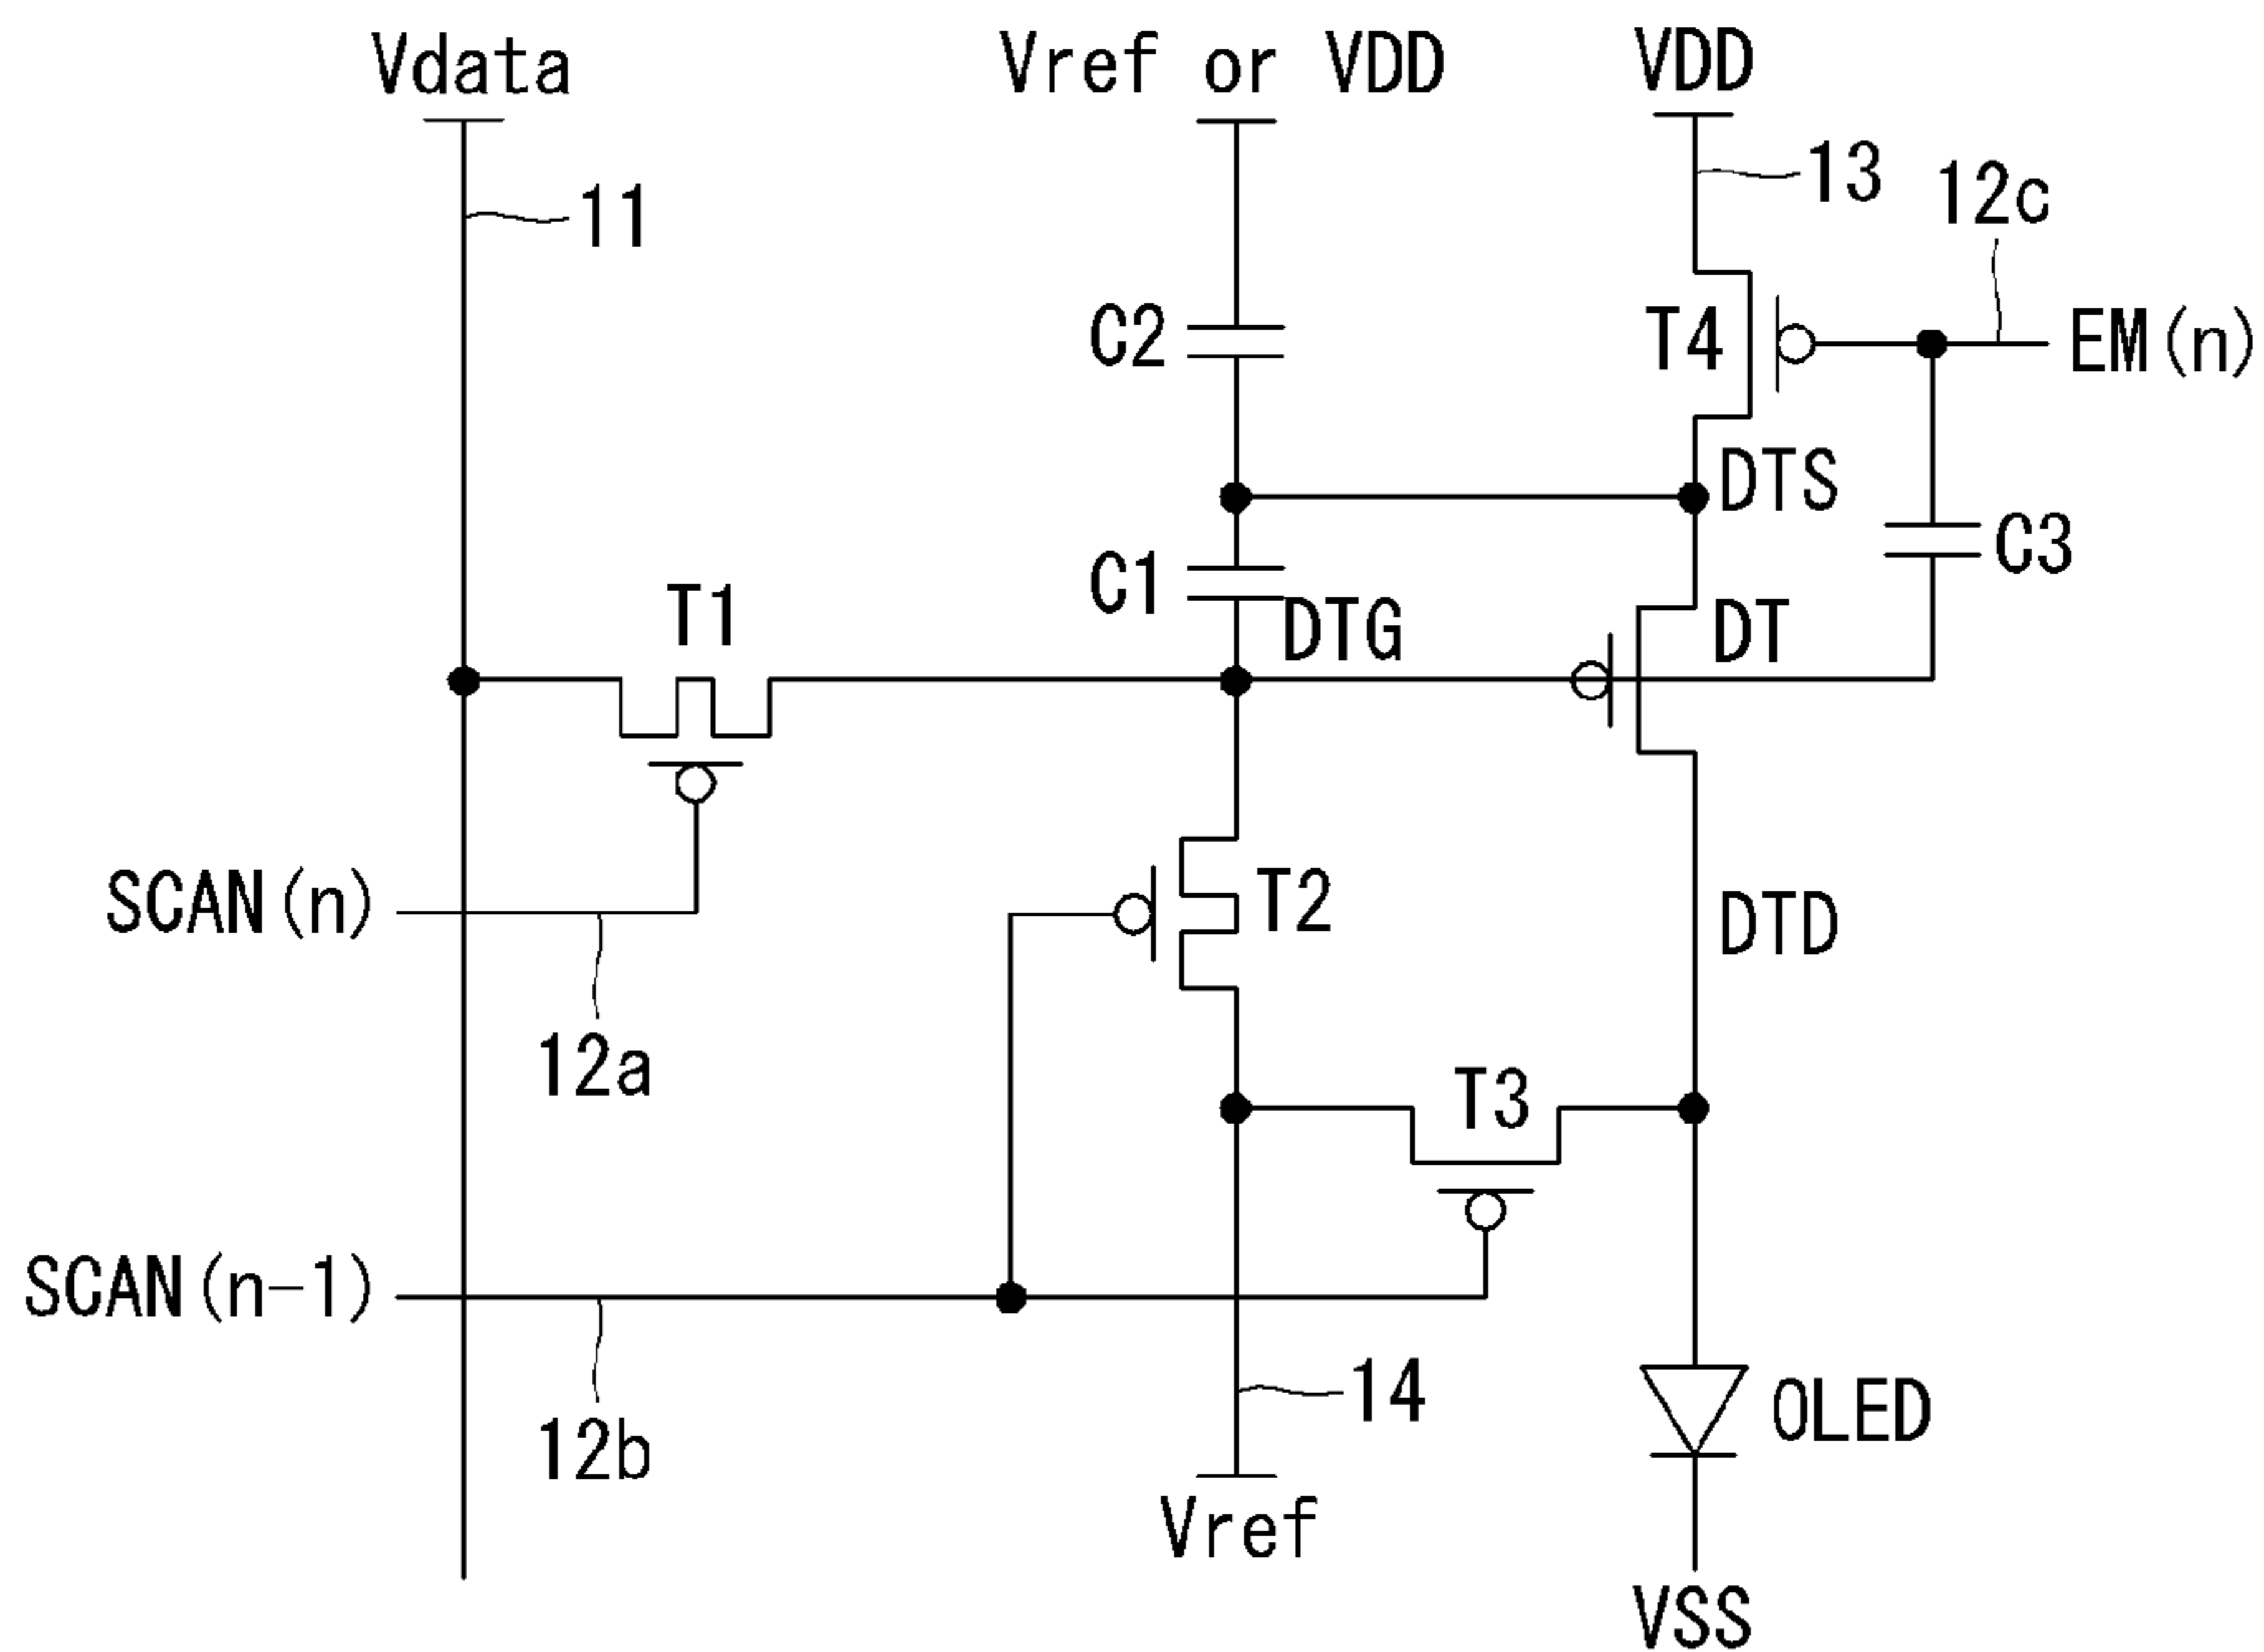 Vdata
Vref or VDD
VDD
11
13
12c
C2
T4
EM(n)
DTS
C3
C1
T1
DTG
DT
SCAN(n)
T2
DTD
12a
T3
SCAN(n-1)
14
OLED
12b
Vref
VSS